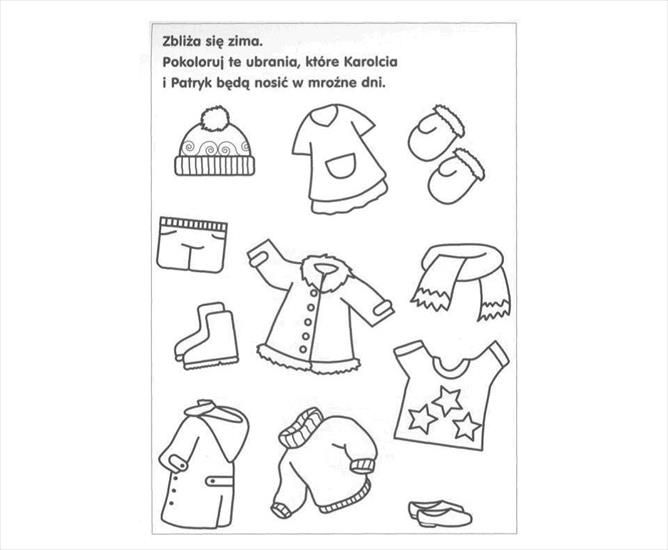 Zbliża się zima.
Pokoloruj te ubrania, które Karolcia
i Patryk będą nosić w mroźne dni.